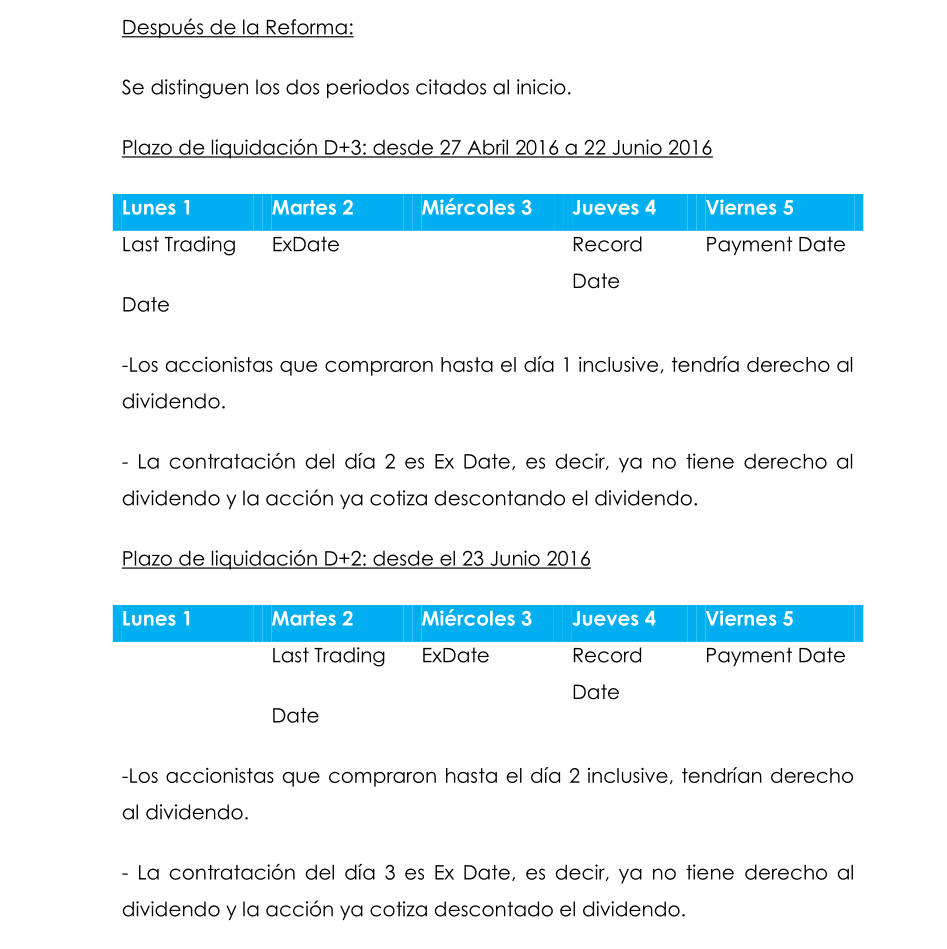 Después de la Reforma:
Se distinguen los dos periodos citados al inicio.
Plazo de liquidación D+3: desde 27 Abril 2016 a 22 Junio 2016
Lunes 1 Martes 2 Miércoles 3 Jueves 4 Viernes 5
Last Trading ExDate Record Payment Date
Date
Date
-Los accionistas que compraron hasta el día 1 inclusive, tendría derecho al
dividendo.
- La contratación del día 2 es Ex Date, es decir, ya no tiene derecho al
dividendo y la acción ya cotiza descontando el dividendo.
Plazo de liquidación D+2: desde el 23 Junio 2016
Lunes 1 Martes 2 Miércoles 3 Jueves 4 Viernes 5
Last Trading ExDate Record Payment Date
Date
Date
-Los accionistas que compraron hasta el día 2 inclusive, tendrían derecho
al dividendo.
- La contratación del día 3 es Ex Date, es decir, ya no tiene derecho al
dividendo y la acción ya cotiza descontado el dividendo.